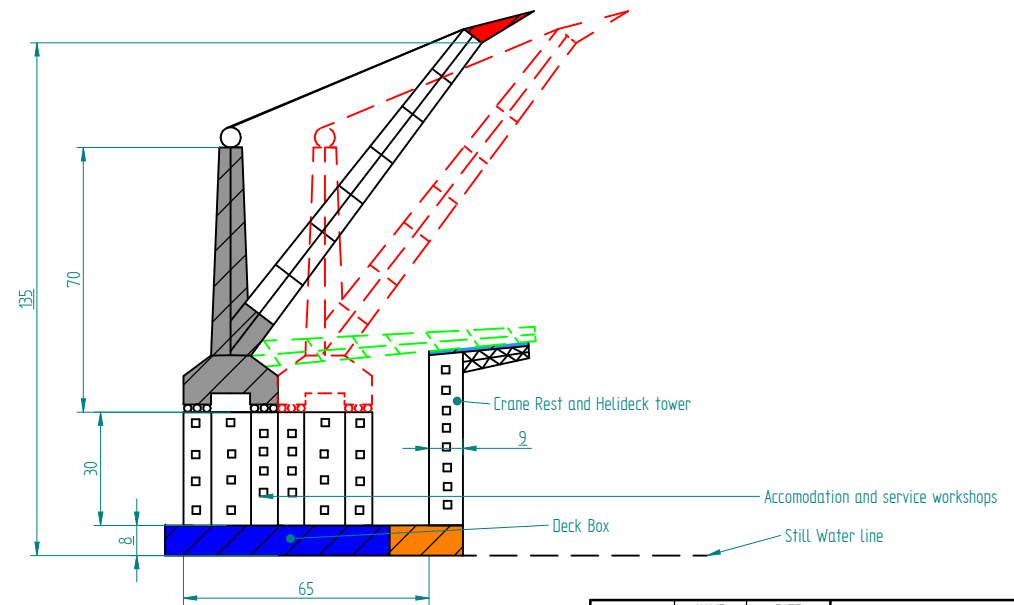 135
70
30
8
65
9
Crane Rest and Helideck tower
Accomodation and service workshops
Deck Box
Still Water line